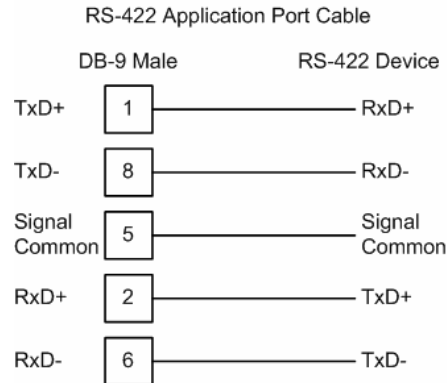 RS-422 Application Port Cable
DB-9 Male RS-422 Device
TxD+ 1 RxD+
TxD- 8 RxD-
Signal Common 5 Signal Common
RxD+ 2 TxD+
RxD- 6 TxD-